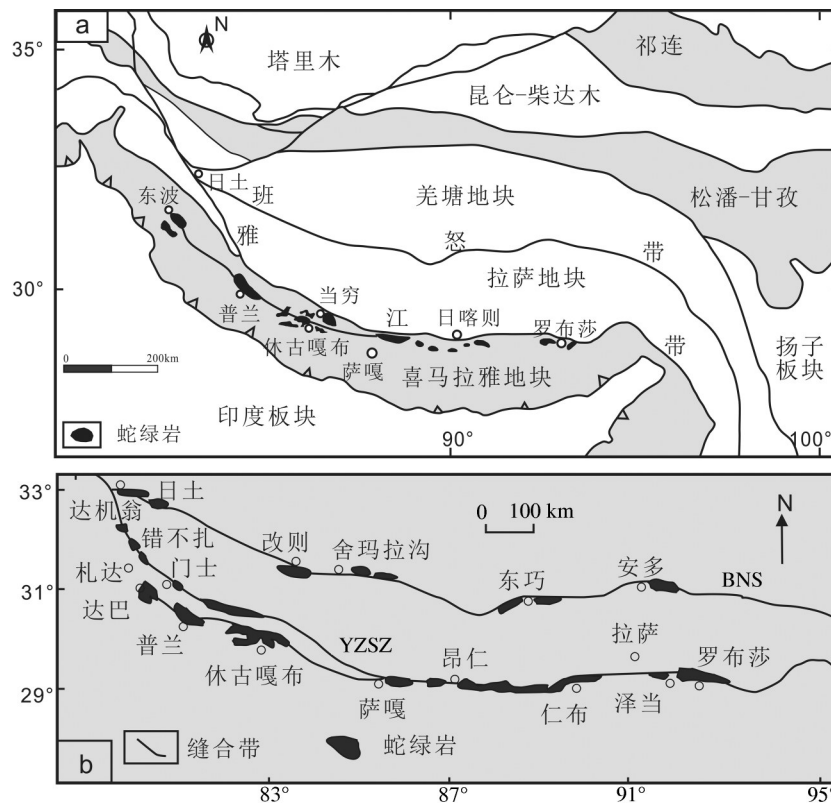 a
N
35°
塔里木
祁连
昆仑-柴达木
日土
班
东波
羌塘地块
松潘-甘孜
雅
怒
带
30°
拉萨地块
当穷
普兰
江
日喀则
罗布莎
休古嘎布
带
扬子
板块
0
200km
萨嘎
喜马拉雅地块
印度板块
蛇绿岩
90°
100°
33°
日土
达机翁
0 100 km
N
错不扎
改则
舍玛拉沟
札达
门士
东巧
安多
BNS
31°
达巴
普兰
YZSZ
拉萨
昂仁
罗布莎
休古嘎布
29°
萨嘎
仁布
泽当
b
缝合带
蛇绿岩
83°
87°
91°
95°